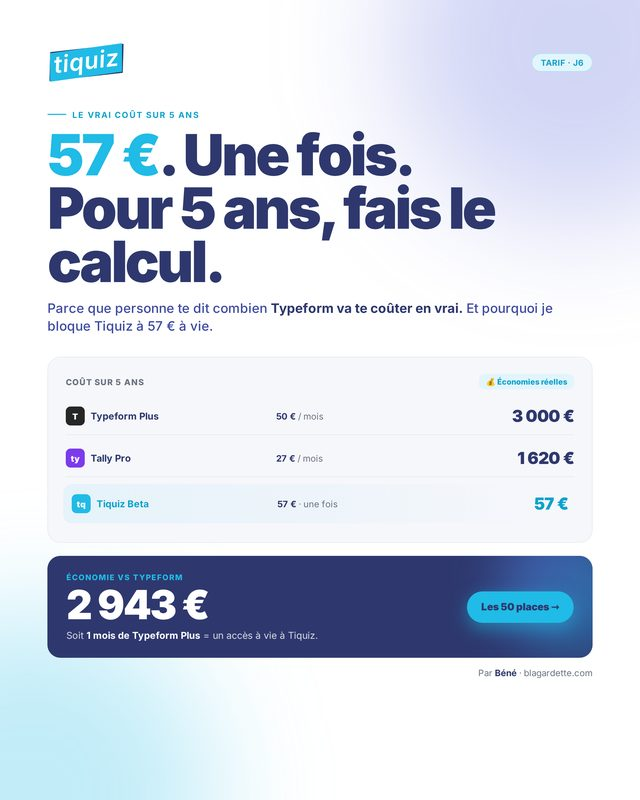 tiquiz
TARIF · J6
LE VRAI COÛT SUR 5 ANS
57 €. Une fois.
Pour 5 ans, fais le
calcul.
Parce que personne te dit combien Typeform va te coûter en vrai. Et pourquoi je
bloque Tiquiz à 57 € à vie.
COÛT SUR 5 ANS
💰 Économies réelles
T Typeform Plus 50 € / mois 3 000 €
ty Tally Pro 27 € / mois 1 620 €
tq Tiquiz Beta 57 € · une fois 57 €
ÉCONOMIE VS TYPEFORM
2 943 €
Soit 1 mois de Typeform Plus = un accès à vie à Tiquiz.
Les 50 places →
Par Béné · blagardette.com